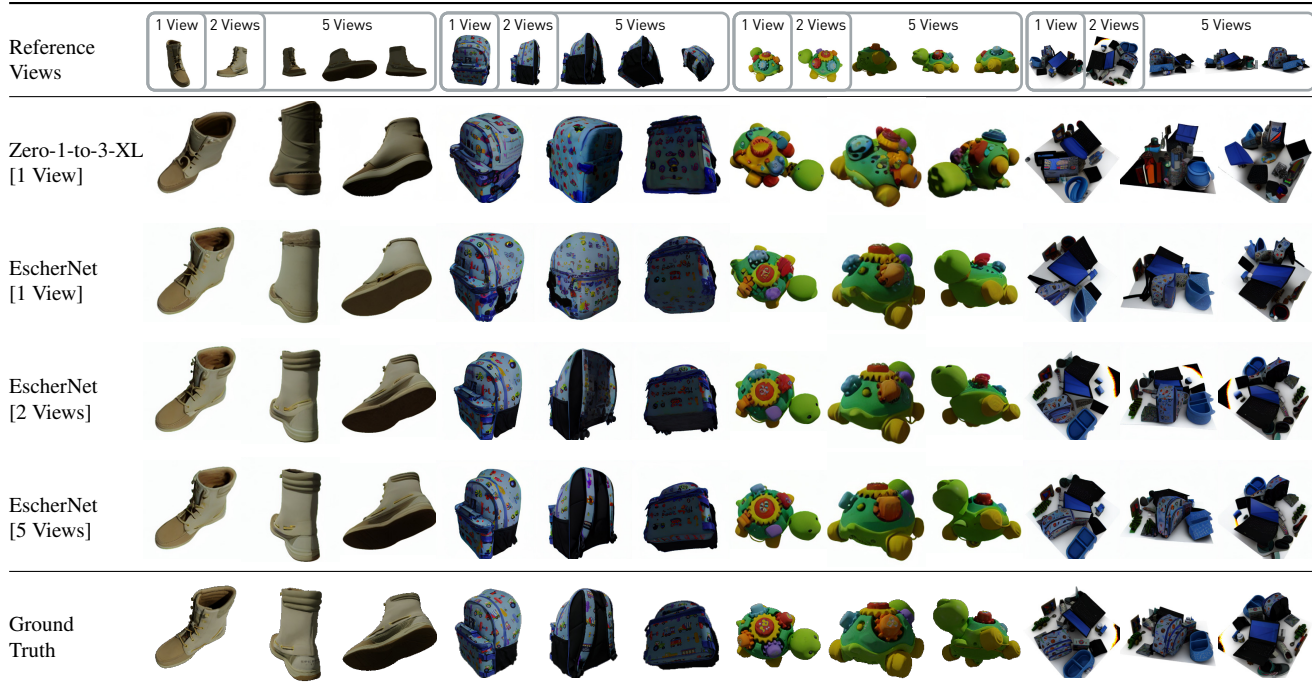 1 View 2 Views 5 Views 1 View 2 Views 5 Views 1 View 2 Views 5 Views 1 View 2 Views 5 Views
Reference
Views
Zero-1-to-3-XL
[1 View]
EscherNet
[1 View]
EscherNet
[2 Views]
EscherNet
[5 Views]
Ground
Truth